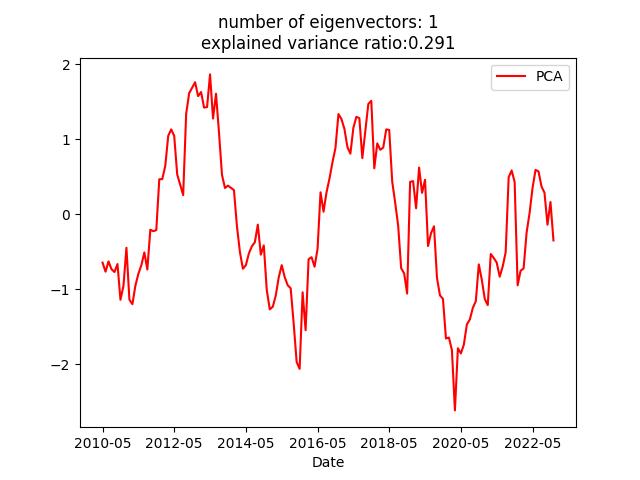 number of eigenvectors: 1
explained variance ratio:0.291
PCA
2
1
0
−1
−2
2010-05 2012-05 2014-05 2016-05 2018-05 2020-05 2022-05
Date